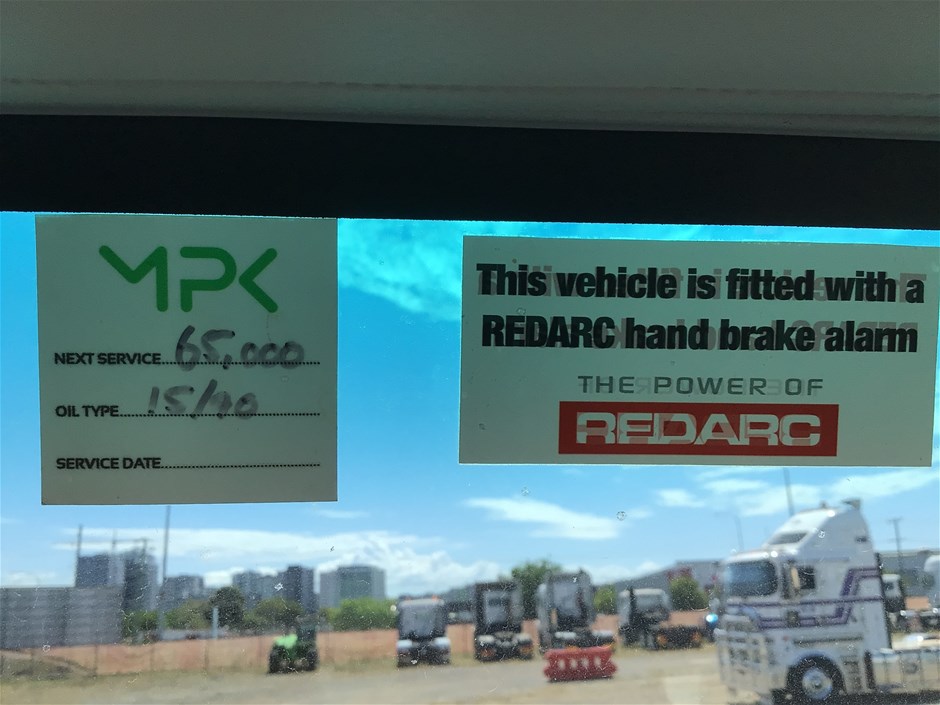 MPK
NEXT SERVICE....65,000....
OIL TYPE....15/40....
SERVICE DATE....
This vehicle is fitted with a
REDARC hand brake alarm
THE POWER OF
REDARC